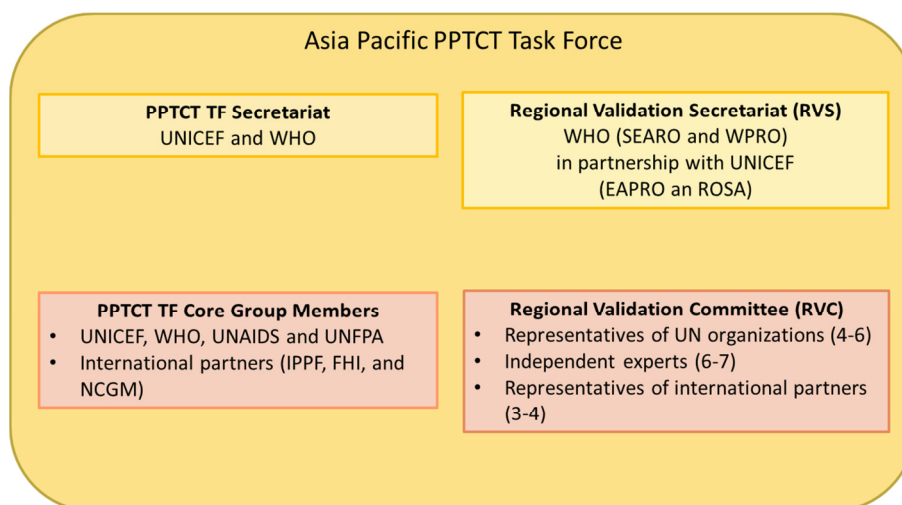 Asia Pacific PPTCT Task Force
PPTCT TF Secretariat
UNICEF and WHO
Regional Validation Secretariat (RVS)
WHO (SEARO and WPRO)
in partnership with UNICEF
(EAPRO an ROSA)
PPTCT TF Core Group Members
• UNICEF, WHO, UNAIDS and UNFPA
• International partners (IPPF, FHI, and
NCGM)
Regional Validation Committee (RVC)
• Representatives of UN organizations (4-6)
• Independent experts (6-7)
• Representatives of international partners
(3-4)